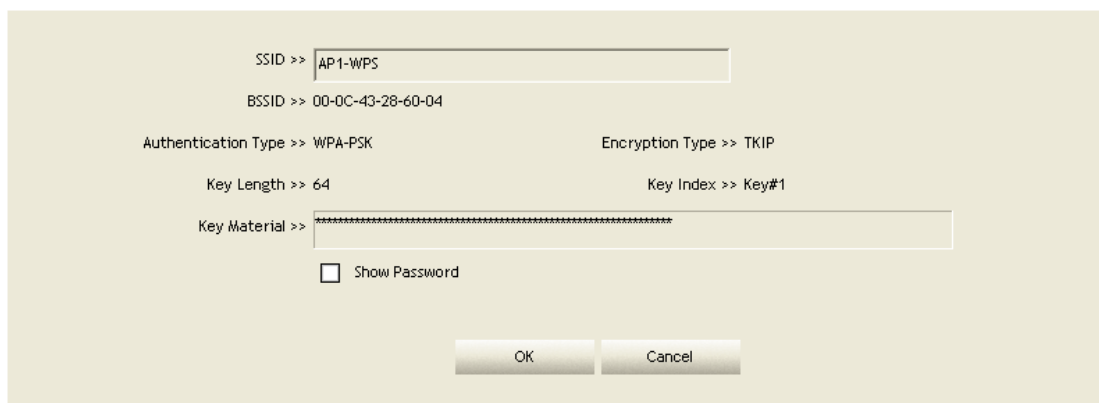 SSID >> AP1-WPS
BSSID >> 00-0C-43-28-60-04
Authentication Type >> WPA-PSK Encryption Type >> TKIP
Key Length >> 64 Key Index >> Key#1
Key Material >> ****************************************************************
Show Password
OK Cancel